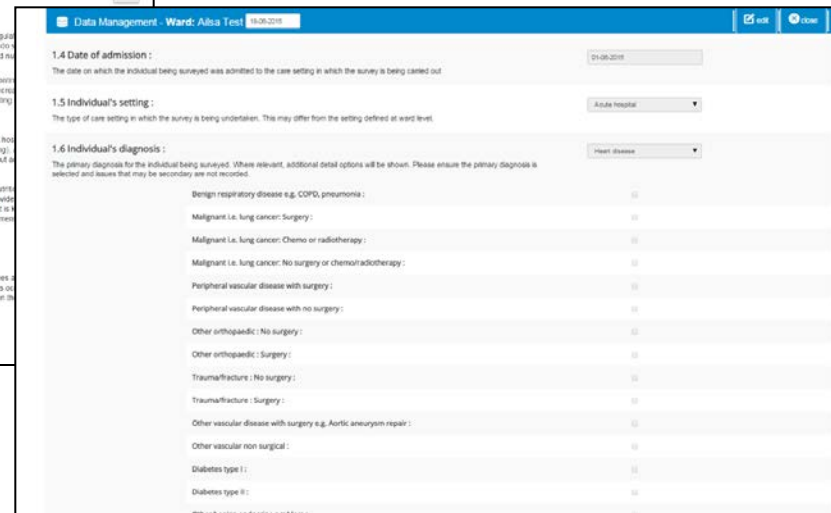 Data Management - Ward: Ailsa Test 18-08-2015
edit
close
1.4 Date of admission :
The date on which the individual being surveyed was admitted to the care setting in which the survey is being carried out
01-08-2015
1.5 Individual's setting :
The type of care setting in which the survey is being undertaken. This may differ from the setting defined at ward level.
Acute hospital
1.6 Individual's diagnosis :
The primary diagnosis for the individual being surveyed. Where relevant, additional detail options will be shown. Please ensure the primary diagnosis is
selected and issues that may be secondary are not recorded.
Heart disease
Benign respiratory disease e.g. COPD, pneumonia :
Malignant i.e. lung cancer: Surgery :
Malignant i.e. lung cancer: Chemo or radiotherapy :
Malignant i.e. lung cancer: No surgery or chemo/radiotherapy :
Peripheral vascular disease with surgery :
Peripheral vascular disease with no surgery :
Other orthopaedic : No surgery :
Other orthopaedic : Surgery :
Trauma/fracture : No surgery :
Trauma/fracture : Surgery :
Other vascular disease with surgery e.g. Aortic aneurysm repair :
Other vascular non surgical :
Diabetes type I :
Diabetes type II :